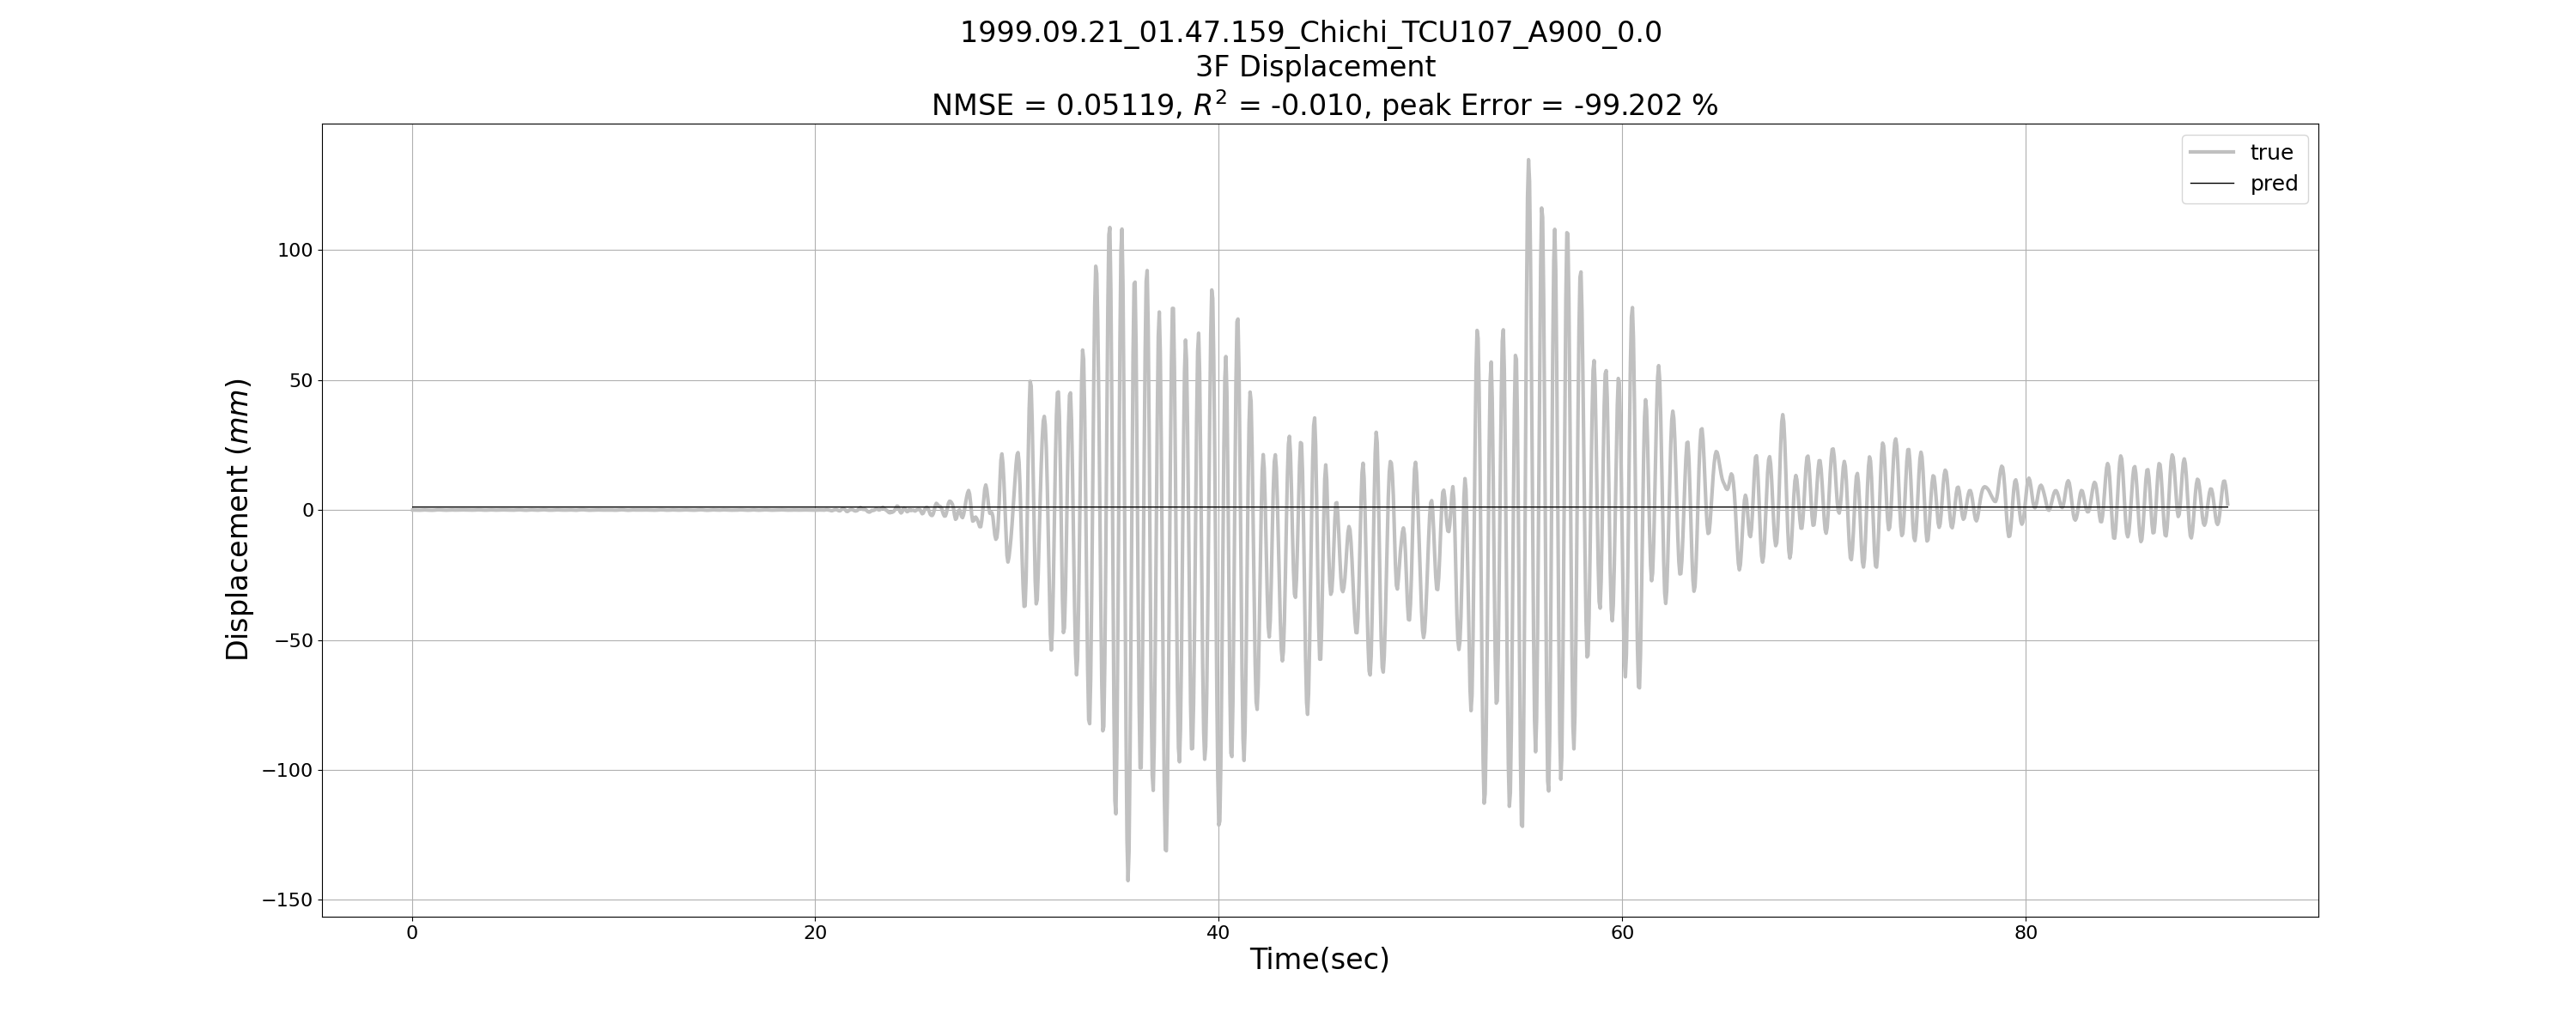 1999.09.21_01.47.159_Chichi_TCU107_A900_0.0
3F Displacement
NMSE = 0.05119, R² = -0.010, peak Error = -99.202 %
true
pred
100
50
0
−50
−100
−150
Displacement (mm)
0 20 40 60 80
Time(sec)